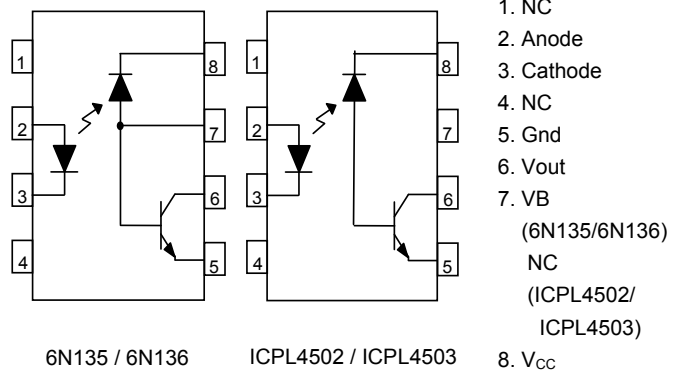 1
2
3
4
8
7
6
5
6N135 / 6N136
1
2
3
4
8
7
6
5
ICPL4502 / ICPL4503
1. NC
2. Anode
3. Cathode
4. NC
5. Gnd
6. Vout
7. VB
(6N135/6N136)
NC
(ICPL4502/
ICPL4503)
8. VCC